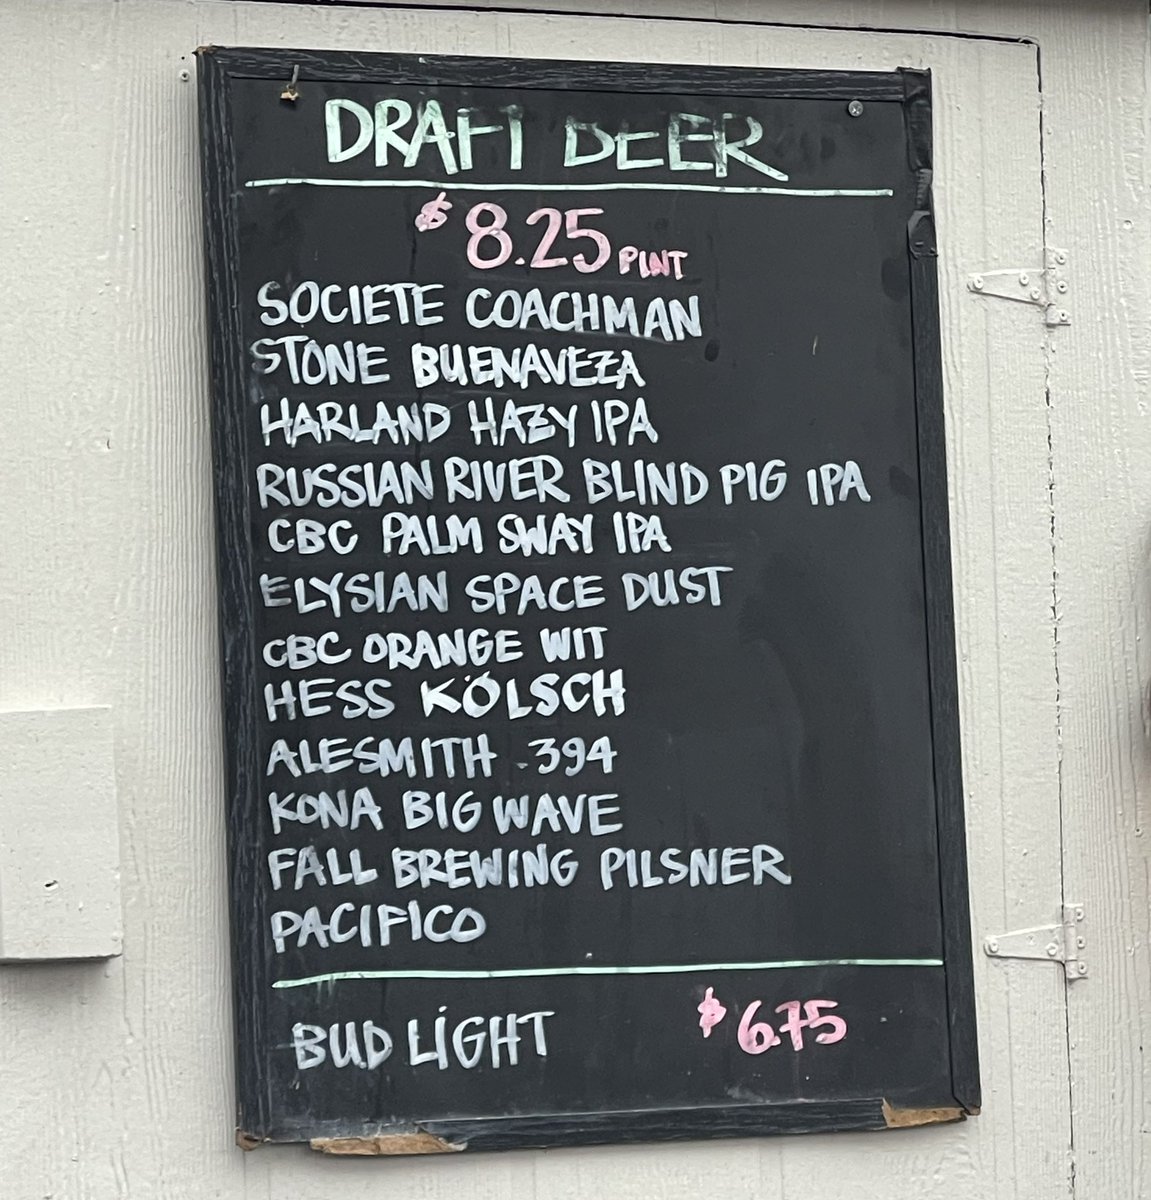 DRAFT BEER
$8.25 PINT
SOCIETE COACHMAN
STONE BUENAVEZA
HARLAND HAZY IPA
RUSSIAN RIVER BLIND PIG IPA
CBC PALM SWAY IPA
ELYSIAN SPACE DUST
CBC ORANGE WIT
HESS KÖLSCH
ALESMITH .394
KONA BIG WAVE
FALL BREWING PILSNER
PACIFICO
BUD LIGHT $6.75